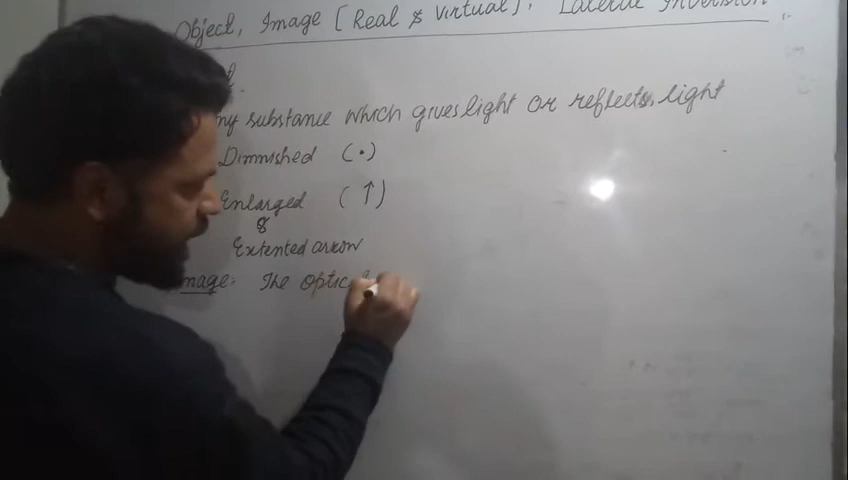 Object, Image [Real & Virtual], Lateral Inversion
ny substance which gives light or reflects light
Diminished (•)
Enlarged (↑)
&
Extented arrow
mage: The Optic